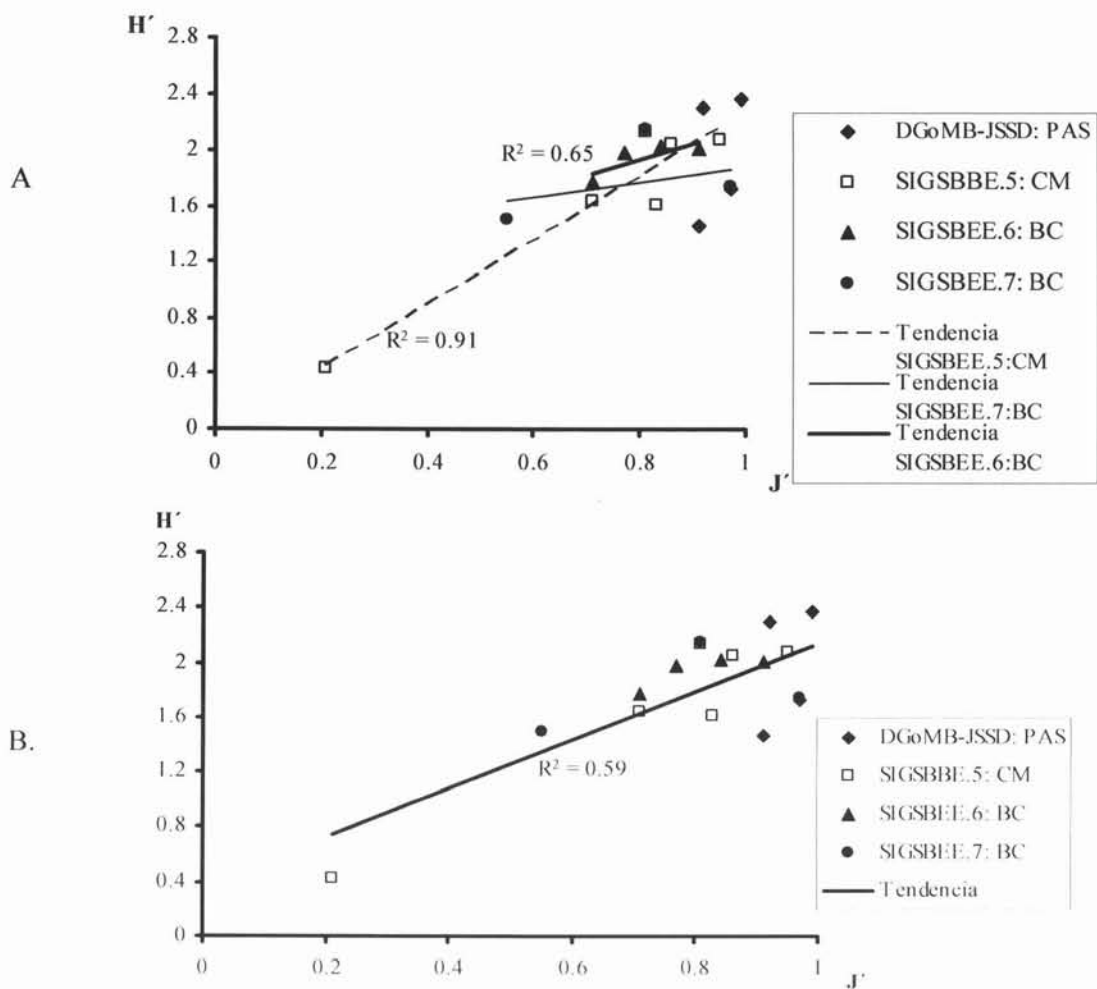 A
H´
2.8
2.4
2
1.6
1.2
0.8
0.4
0
0
0.2
0.4
0.6
0.8
1
J´
R² = 0.65
R² = 0.91
DGoMB-JSSD: PAS
SIGSBBE.5: CM
SIGSBEE.6: BC
SIGSBEE.7: BC
Tendencia
SIGSBEE.5:CM
Tendencia
SIGSBEE.7:BC
Tendencia
SIGSBEE.6:BC
B.
H´
2.8
2.4
2
1.6
1.2
0.8
0.4
0
0
0.2
0.4
0.6
0.8
1
J´
R² = 0.59
DGoMB-JSSD: PAS
SIGSBBE.5: CM
SIGSBEE.6: BC
SIGSBEE.7: BC
Tendencia